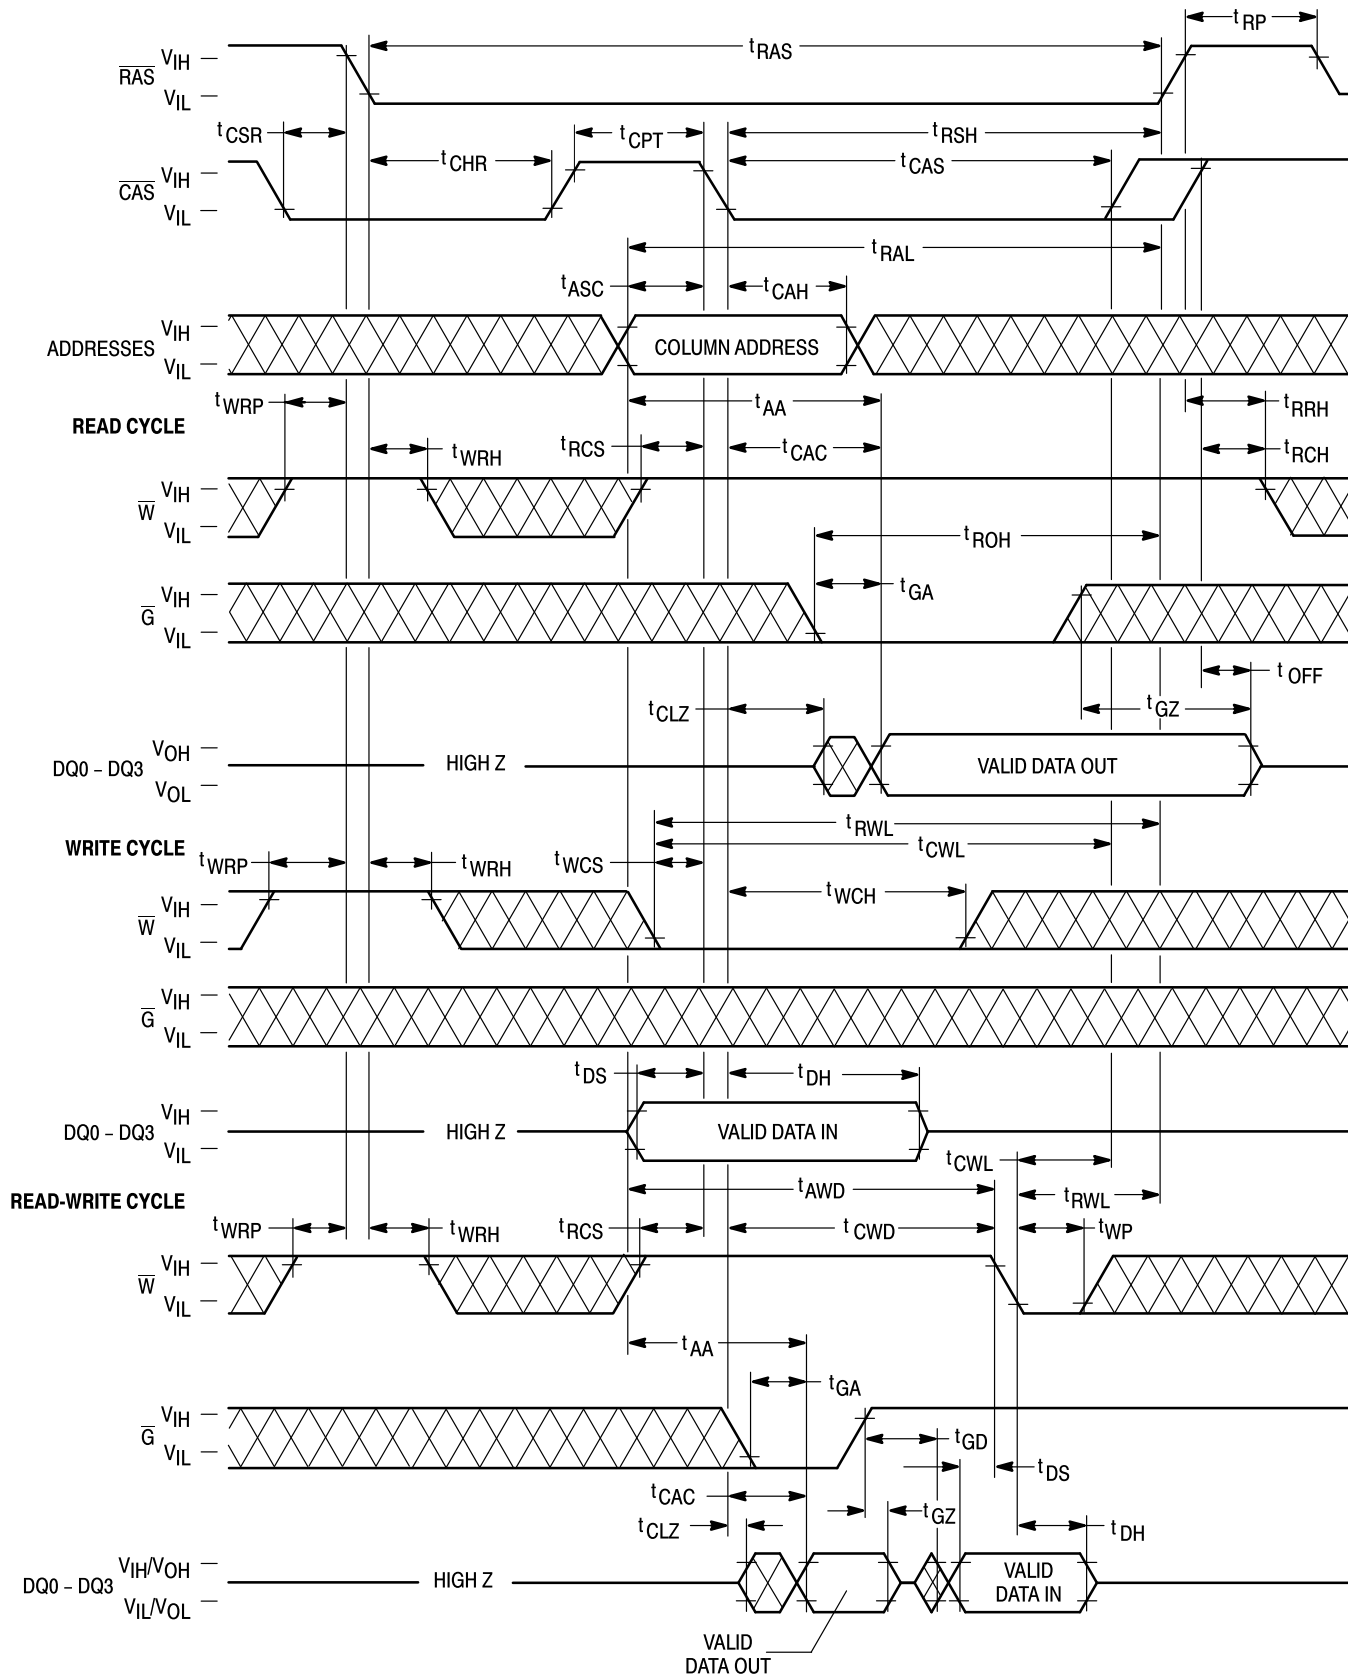 tRP
tRAS
RAS VIH
VIL
tCSR tCPT tRSH
tCHR tCAS
CAS VIH
VIL
tRAL
tASC tCAH
ADDRESSES VIH
VIL
COLUMN ADDRESS
tWRP tAA tRRH
READ CYCLE
tWRH tRCS tCAC tRCH
W VIH
VIL
tROH
tGA
G VIH
VIL
tOFF
tCLZ tGZ
DQ0 – DQ3 VOH
VOL
HIGH Z VALID DATA OUT
tRWL
WRITE CYCLE
tCWL
tWRP tWRH tWCS
tWCH
W VIH
VIL
G VIH
VIL
tDS tDH
DQ0 – DQ3 VIH
VIL
HIGH Z VALID DATA IN
tCWL
tAWD tRWL
READ-WRITE CYCLE
tWRP tWRH tRCS tCWD tWP
W VIH
VIL
tAA
tGA
G VIH
VIL
tGD
tDS
tCAC
tCLZ tGZ tDH
DQ0 – DQ3 VIH/VOH
VIL/VOL
HIGH Z
VALID
DATA IN
VALID
DATA OUT